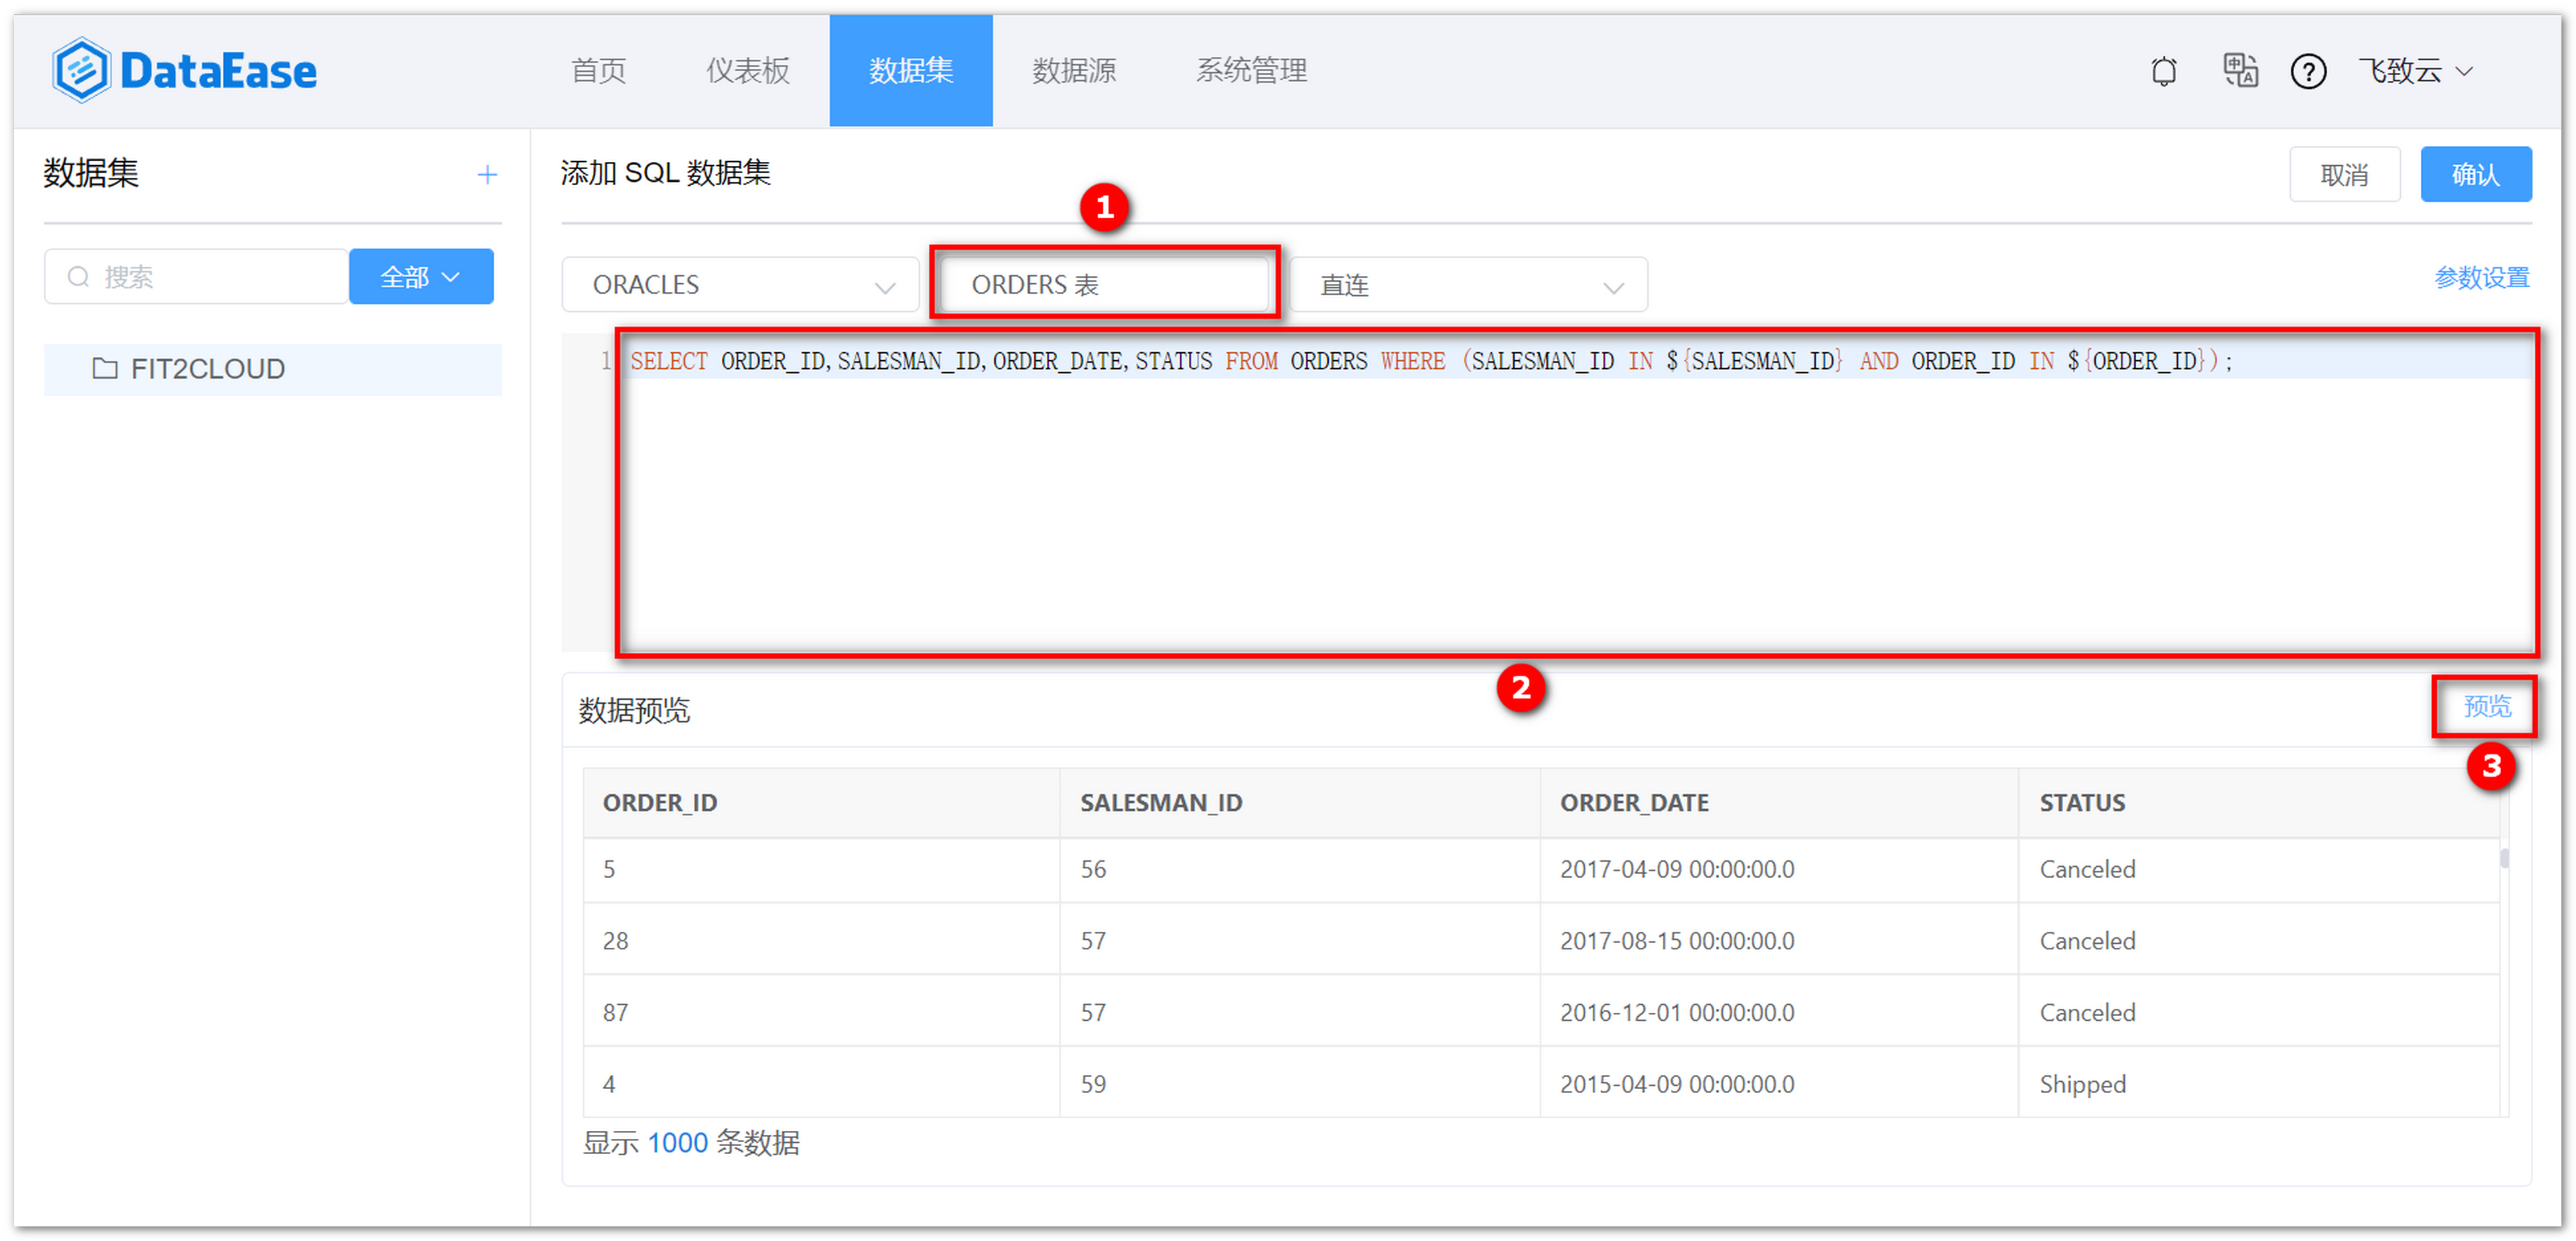 DataEase
首页 仪表板 数据集 数据源 系统管理 中 A ? 飞致云
数据集 +
搜索 全部
FIT2CLOUD
添加 SQL 数据集 取消 确认
1
ORACLES ORDERS 表 直连 参数设置
1 SELECT ORDER_ID,SALESMAN_ID,ORDER_DATE,STATUS FROM ORDERS WHERE (SALESMAN_ID IN ${SALESMAN_ID} AND ORDER_ID IN ${ORDER_ID});
2
数据预览 预览
3
ORDER_ID SALESMAN_ID ORDER_DATE STATUS
5 56 2017-04-09 00:00:00.0 Canceled
28 57 2017-08-15 00:00:00.0 Canceled
87 57 2016-12-01 00:00:00.0 Canceled
4 59 2015-04-09 00:00:00.0 Shipped
显示 1000 条数据